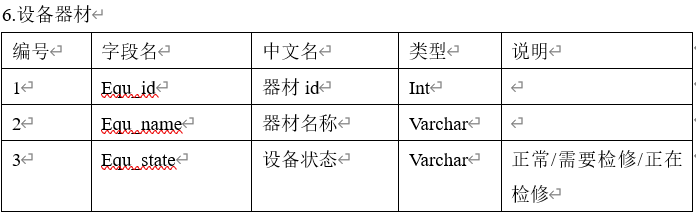 6.设备器材
编号 字段名 中文名 类型 说明
1 Equ_id 器材 id Int
2 Equ_name 器材名称 Varchar
3 Equ_state 设备状态 Varchar 正常/需要检修/正在
检修